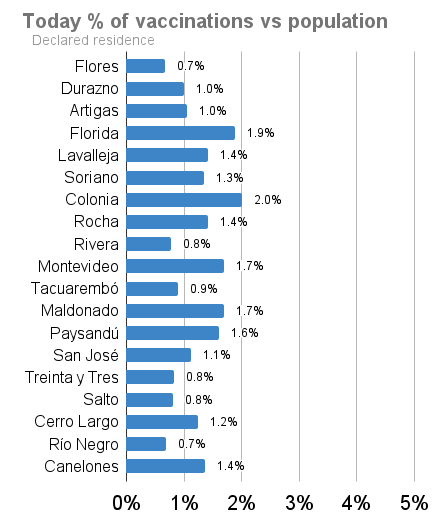 Today % of vaccinations vs population
Declared residence
Flores 0.7%
Durazno 1.0%
Artigas 1.0%
Florida 1.9%
Lavalleja 1.4%
Soriano 1.3%
Colonia 2.0%
Rocha 1.4%
Rivera 0.8%
Montevideo 1.7%
Tacuarembó 0.9%
Maldonado 1.7%
Paysandú 1.6%
San José 1.1%
Treinta y Tres 0.8%
Salto 0.8%
Cerro Largo 1.2%
Río Negro 0.7%
Canelones 1.4%
0% 1% 2% 3% 4% 5%